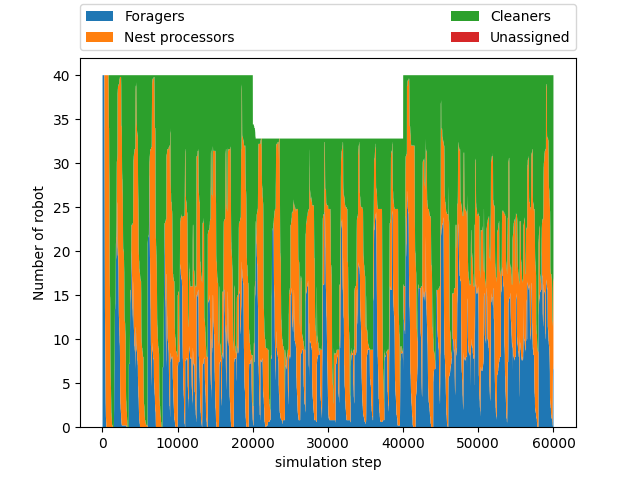 Foragers
Nest processors
Cleaners
Unassigned
40
35
30
25
20
15
10
5
0
Number of robot
0 10000 20000 30000 40000 50000 60000
simulation step